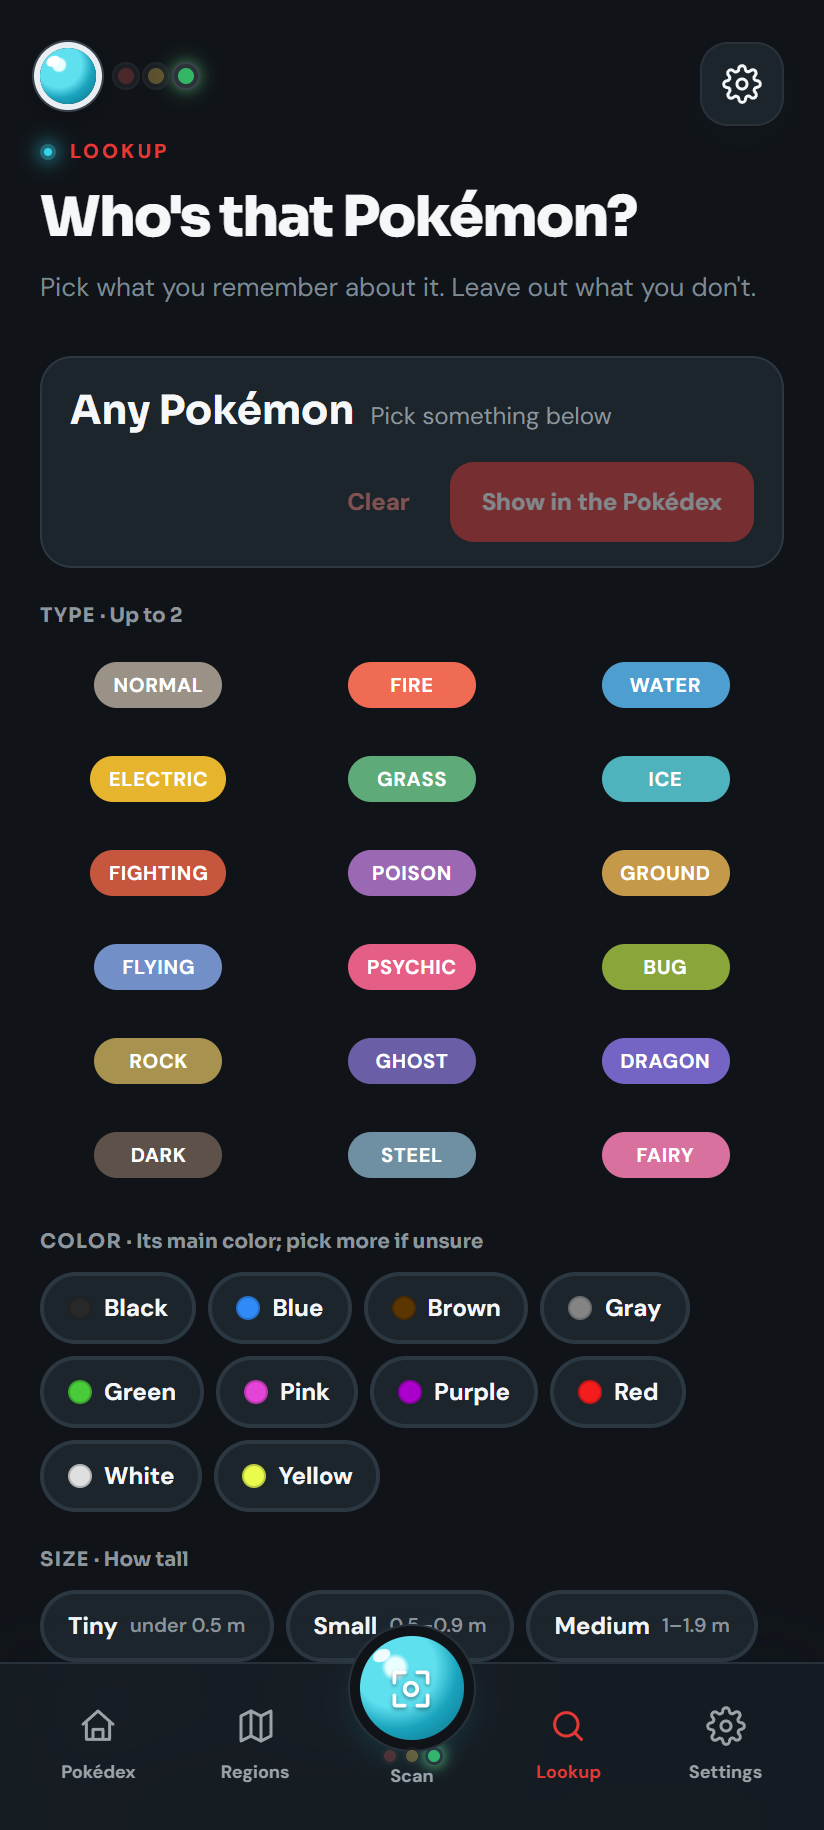 LOOKUP
Who's that Pokémon?
Pick what you remember about it. Leave out what you don't.
Any Pokémon Pick something below
Clear Show in the Pokédex
TYPE · Up to 2
NORMAL FIRE WATER
ELECTRIC GRASS ICE
FIGHTING POISON GROUND
FLYING PSYCHIC BUG
ROCK GHOST DRAGON
DARK STEEL FAIRY
COLOR · Its main color; pick more if unsure
Black Blue Brown Gray
Green Pink Purple Red
White Yellow
SIZE · How tall
Tiny under 0.5 m Small 0.5–0.9 m Medium 1–1.9 m
Pokédex Regions Scan Lookup Settings